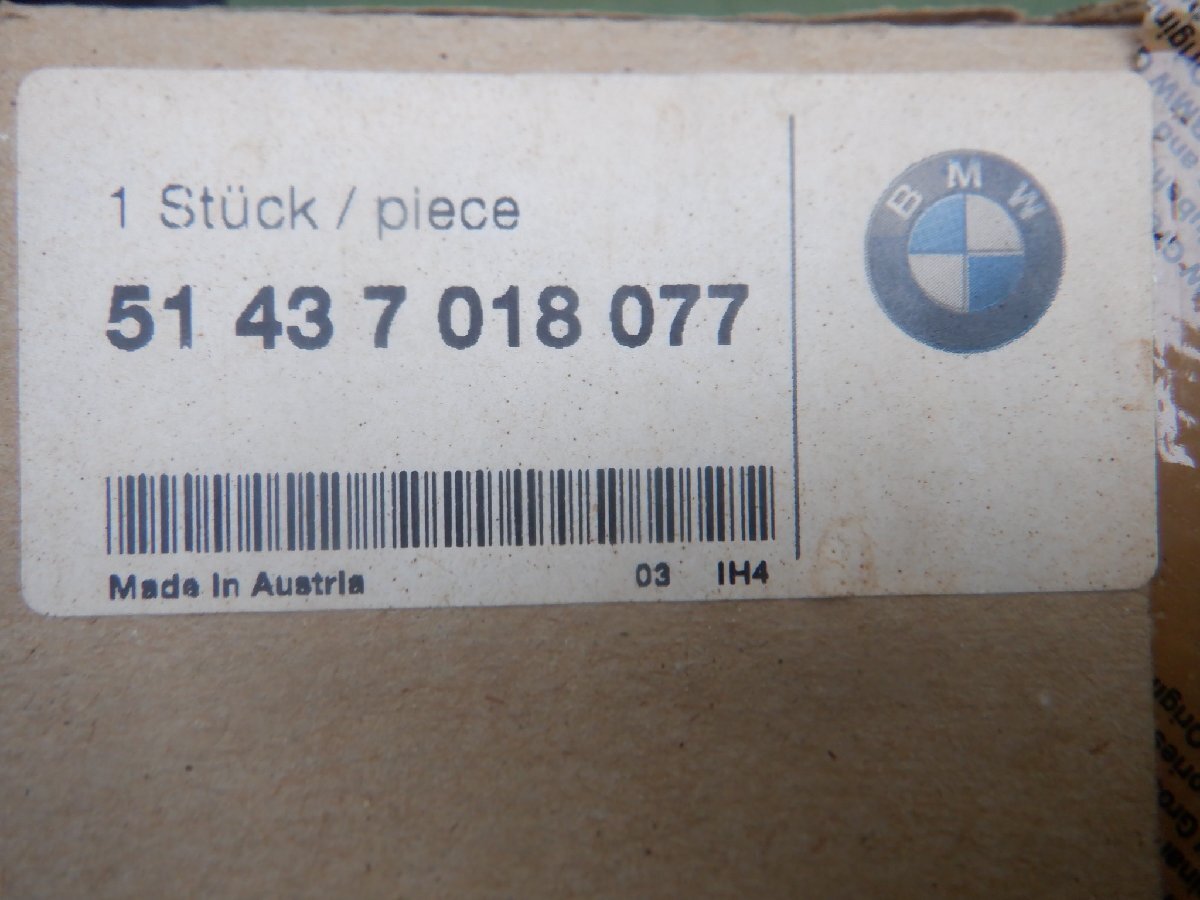 1 Stück / piece
51 43 7 018 077
Made in Austria
03 IH4
BMW